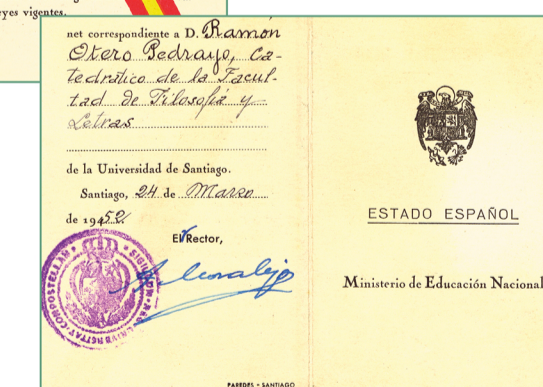 yes vigentes.
net correspondiente a D. Ramón
Otero Pedrayo, Ca-
tedrático de la Facul-
tad de Filosofía y
Letras
de la Universidad de Santiago.
Santiago, 24 de Marzo
de 1952
El Rector,
ESTADO ESPAÑOL
Ministerio de Educación Nacional
PAREDES - SANTIAGO